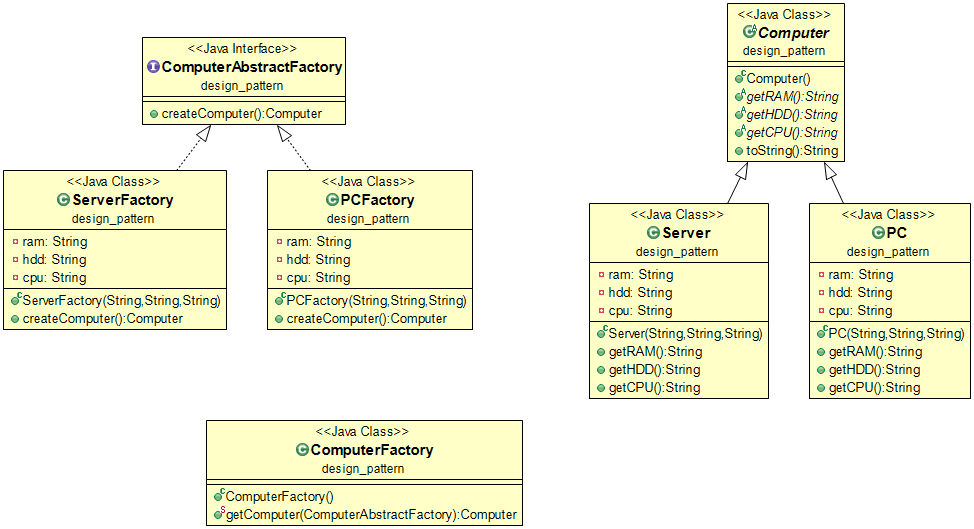 <<Java Interface>>
ComputerAbstractFactory
design_pattern
createComputer():Computer
<<Java Class>>
Computer
design_pattern
Computer()
getRAM():String
getHDD():String
getCPU():String
toString():String
<<Java Class>>
ServerFactory
design_pattern
ram: String
hdd: String
cpu: String
ServerFactory(String,String,String)
createComputer():Computer
<<Java Class>>
PCFactory
design_pattern
ram: String
hdd: String
cpu: String
PCFactory(String,String,String)
createComputer():Computer
<<Java Class>>
Server
design_pattern
ram: String
hdd: String
cpu: String
Server(String,String,String)
getRAM():String
getHDD():String
getCPU():String
<<Java Class>>
PC
design_pattern
ram: String
hdd: String
cpu: String
PC(String,String,String)
getRAM():String
getHDD():String
getCPU():String
<<Java Class>>
ComputerFactory
design_pattern
ComputerFactory()
getComputer(ComputerAbstractFactory):Computer